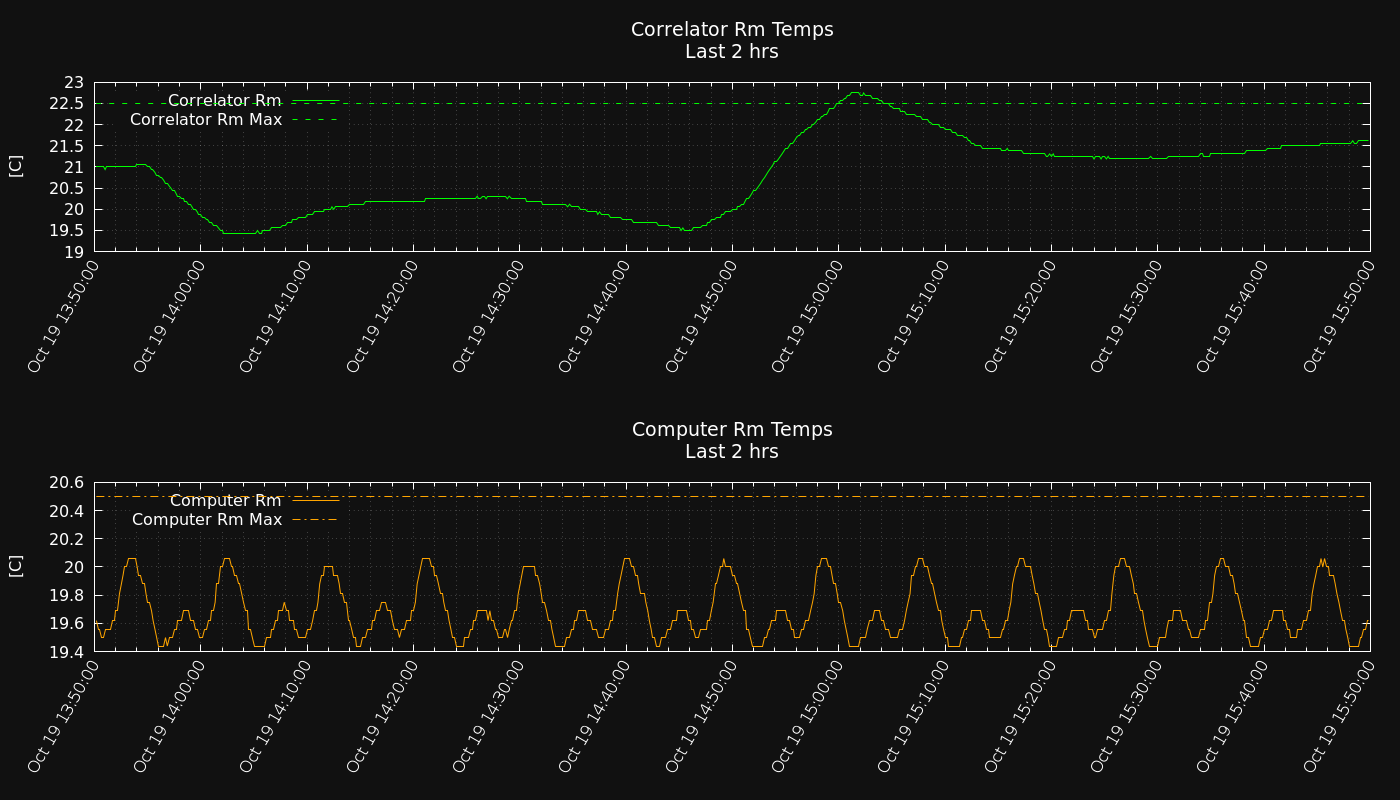 Correlator Rm Temps
Last 2 hrs
[C]
23
22.5
22
21.5
21
20.5
20
19.5
19
Correlator Rm
Correlator Rm Max
Oct 19 13:50:00
Oct 19 14:00:00
Oct 19 14:10:00
Oct 19 14:20:00
Oct 19 14:30:00
Oct 19 14:40:00
Oct 19 14:50:00
Oct 19 15:00:00
Oct 19 15:10:00
Oct 19 15:20:00
Oct 19 15:30:00
Oct 19 15:40:00
Oct 19 15:50:00
Computer Rm Temps
Last 2 hrs
[C]
20.6
20.4
20.2
20
19.8
19.6
19.4
Computer Rm
Computer Rm Max
Oct 19 13:50:00
Oct 19 14:00:00
Oct 19 14:10:00
Oct 19 14:20:00
Oct 19 14:30:00
Oct 19 14:40:00
Oct 19 14:50:00
Oct 19 15:00:00
Oct 19 15:10:00
Oct 19 15:20:00
Oct 19 15:30:00
Oct 19 15:40:00
Oct 19 15:50:00